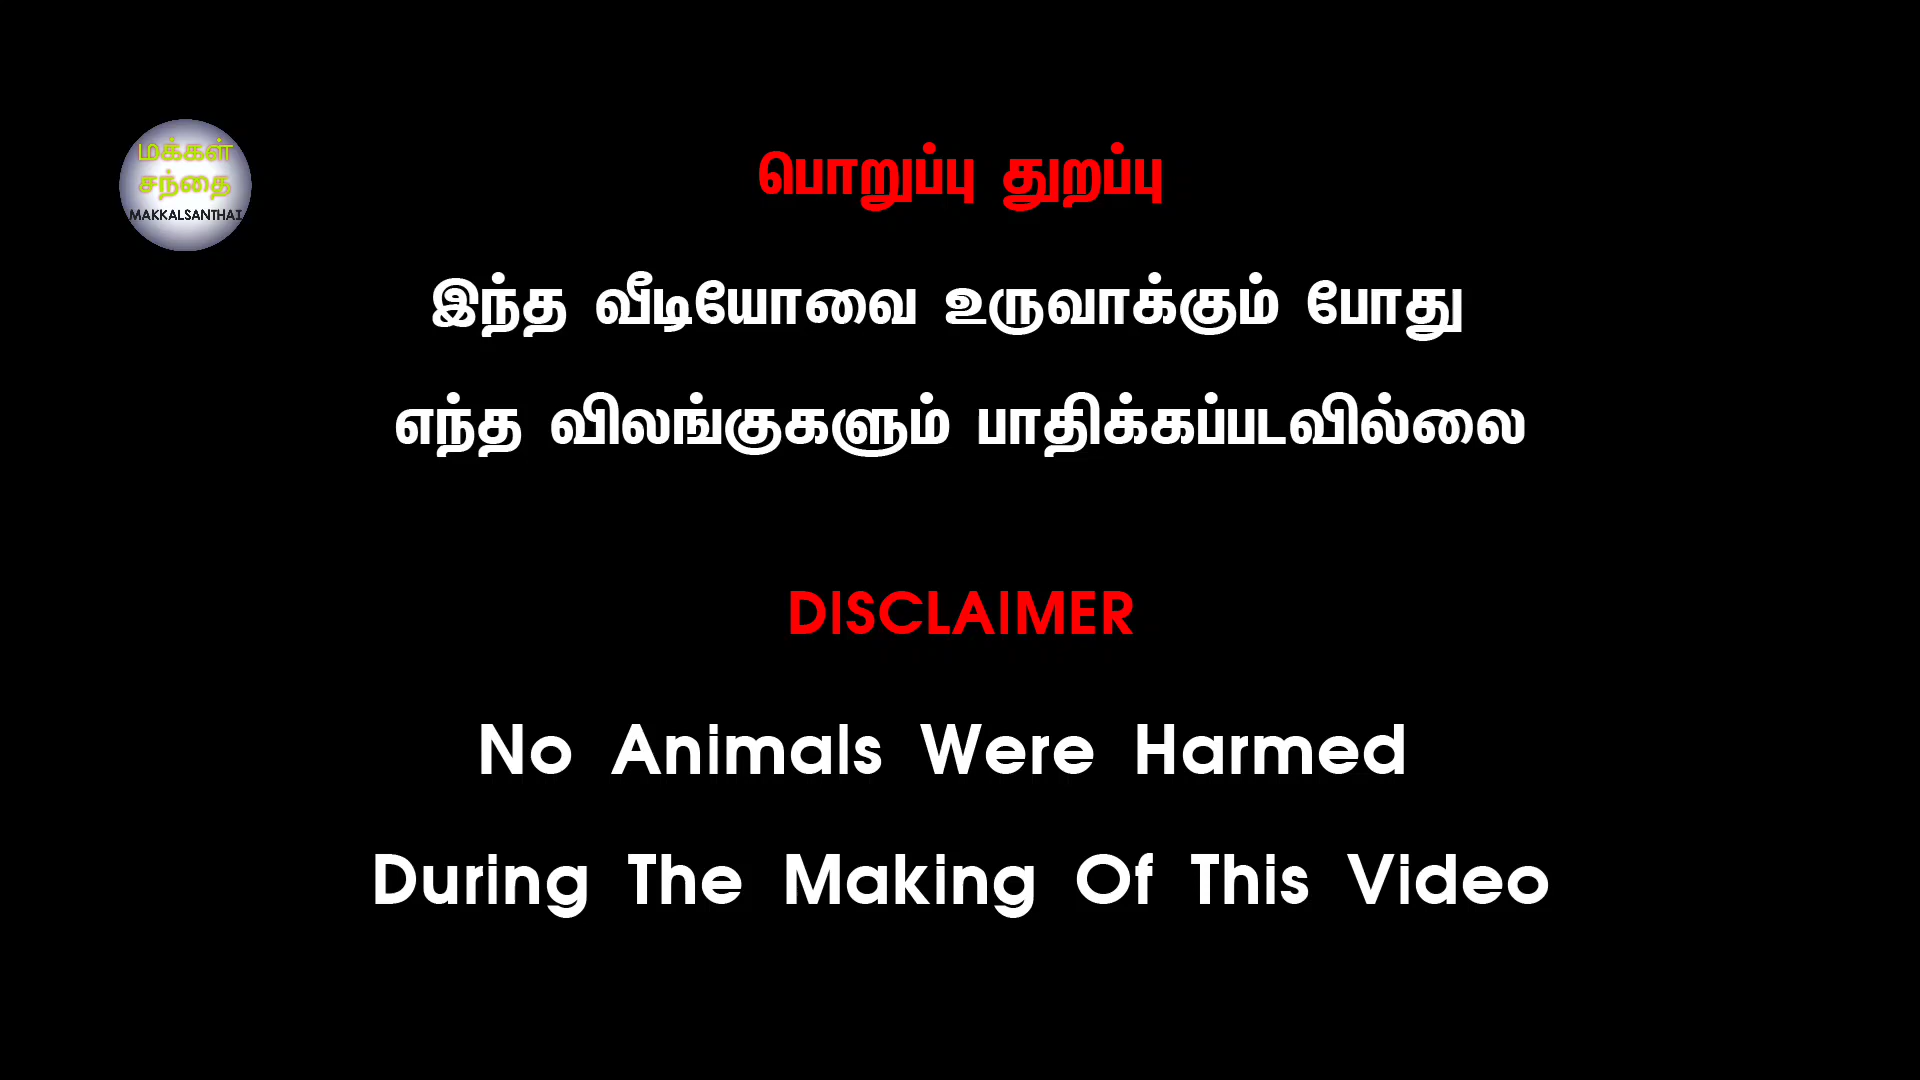 மக்கள்
சந்தை
MAKKALSANTHAI
பொறுப்பு துறப்பு
இந்த வீடியோவை உருவாக்கும் போது
எந்த விலங்குகளும் பாதிக்கப்படவில்லை
DISCLAIMER
No Animals Were Harmed
During The Making Of This Video